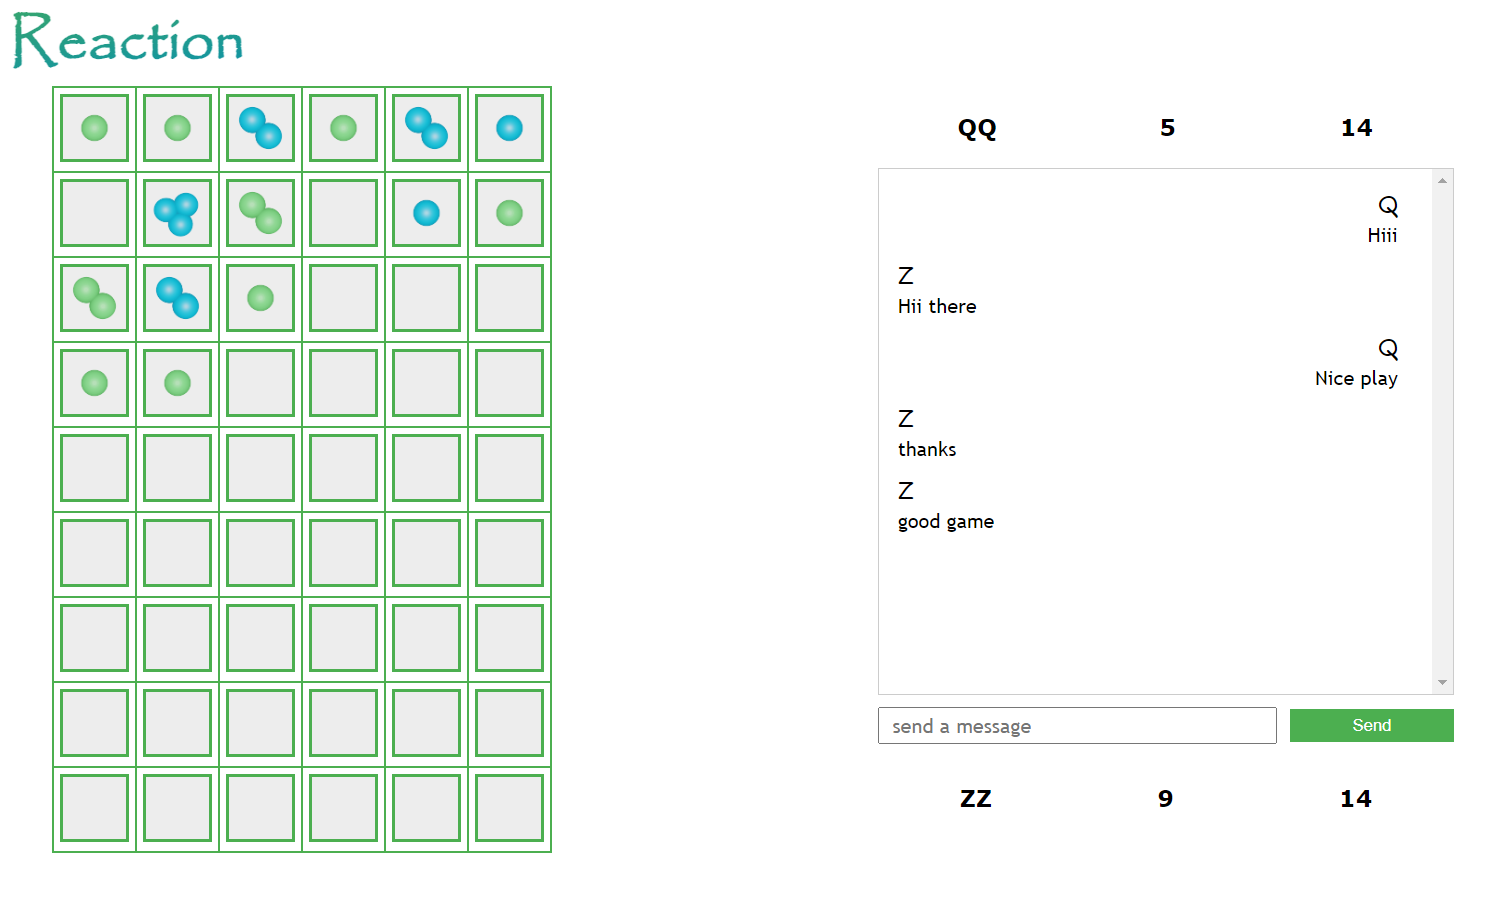 Reaction
QQ 5 14
Q
Hiii
Z
Hii there
Q
Nice play
Z
thanks
Z
good game
send a message
Send
ZZ 9 14